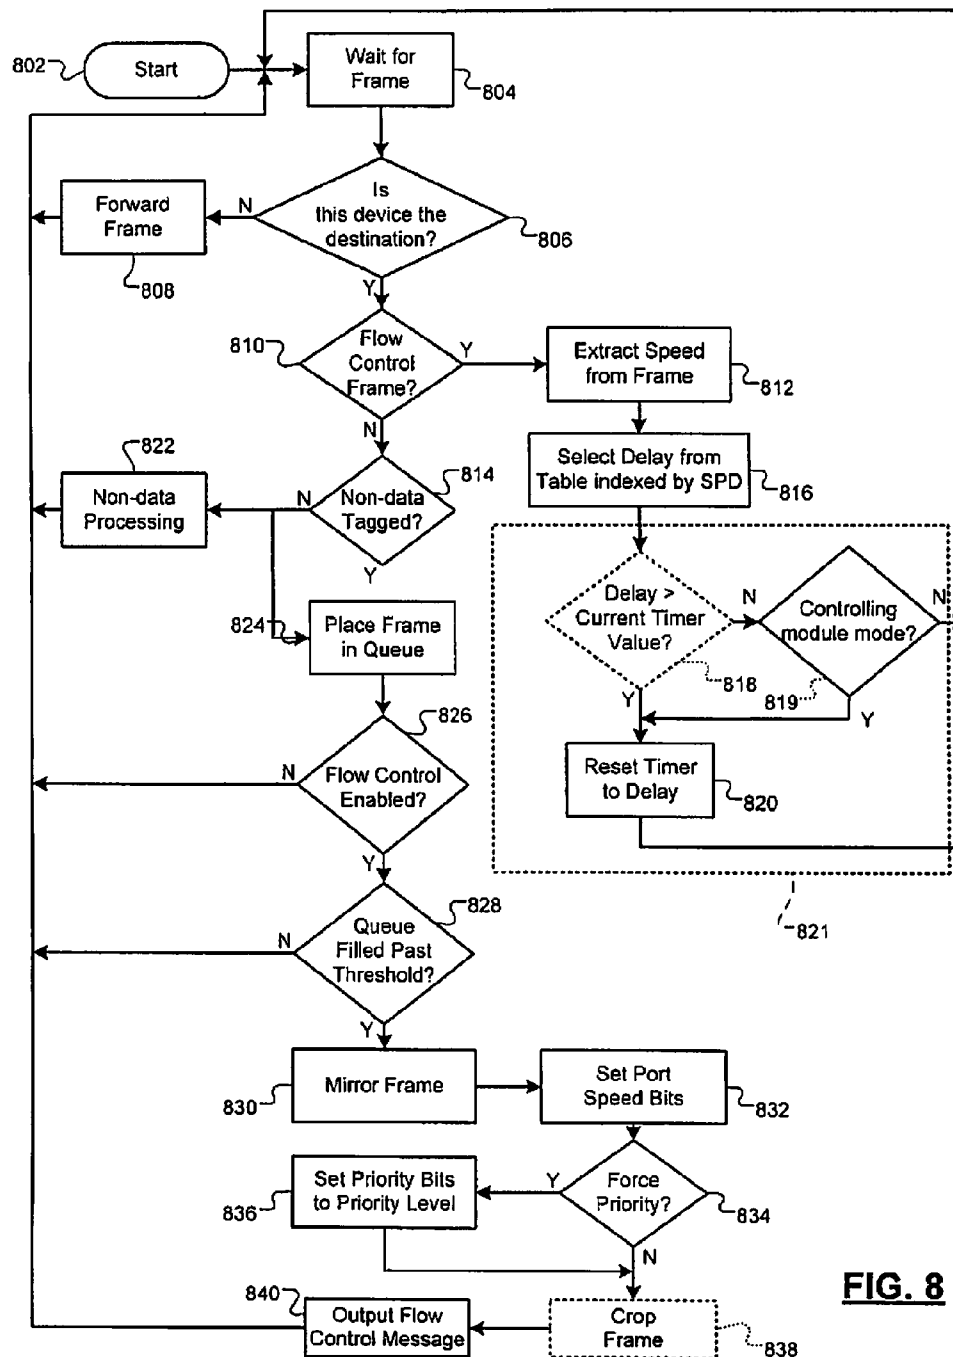 802
Start
Wait for
Frame
804
Is
this device the
destination?
806
N
Y
Forward
Frame
808
810
Flow
Control
Frame?
Y
N
Extract Speed
from Frame
812
822
Non-data
Processing
N
Non-data
Tagged?
Y
814
Select Delay from
Table indexed by SPD
816
824
Place Frame
in Queue
Delay >
Current Timer
Value?
818
N
Y
Controlling
module mode?
819
N
Y
Reset Timer
to Delay
820
821
826
N
Flow Control
Enabled?
Y
828
N
Queue
Filled Past
Threshold?
Y
830
Mirror Frame
Set Port
Speed Bits
832
836
Set Priority Bits
to Priority Level
Y
Force
Priority?
834
N
840
Output Flow
Control Message
Crop
Frame
838
FIG. 8